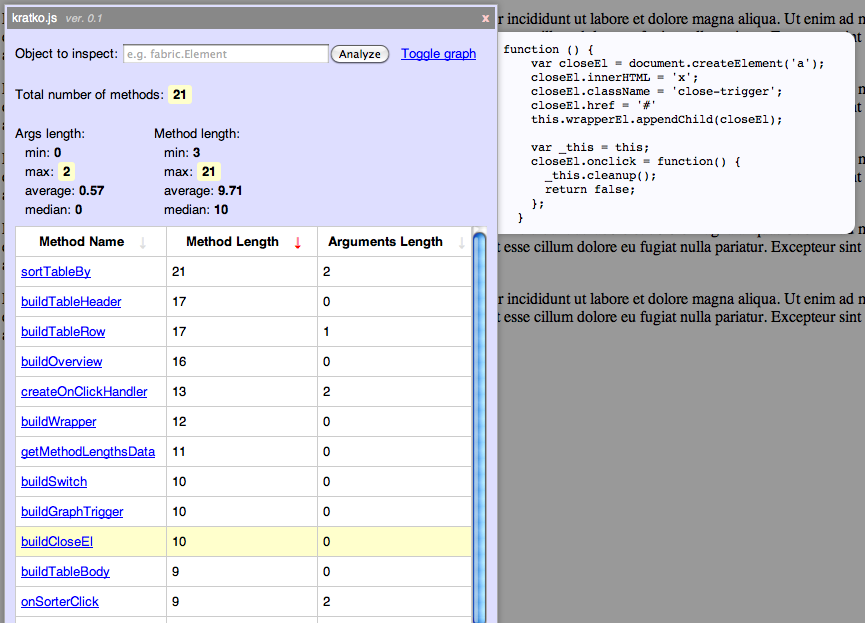 kratko.js ver. 0.1 x
Object to inspect: e.g. fabric.Element Analyze Toggle graph
Total number of methods: 21
Args length: Method length:
min: 0 min: 3
max: 2 max: 21
average: 0.57 average: 9.71
median: 0 median: 10
Method Name ↓ Method Length ↓ Arguments Length ↓
sortTableBy 21 2
buildTableHeader 17 0
buildTableRow 17 1
buildOverview 16 0
createOnClickHandler 13 2
buildWrapper 12 0
getMethodLengthsData 11 0
buildSwitch 10 0
buildGraphTrigger 10 0
buildCloseEl 10 0
buildTableBody 9 0
onSorterClick 9 2
function () {
var closeEl = document.createElement('a');
closeEl.innerHTML = 'x';
closeEl.className = 'close-trigger';
closeEl.href = '#'
this.wrapperEl.appendChild(closeEl);
var _this = this;
closeEl.onclick = function() {
_this.cleanup();
return false;
};
}
r incididunt ut labore et dolore magna aliqua. Ut enim ad
t esse cillum dolore eu fugiat nulla pariatur. Excepteur sint
r incididunt ut labore et dolore magna aliqua. Ut enim ad
t esse cillum dolore eu fugiat nulla pariatur. Excepteur sint